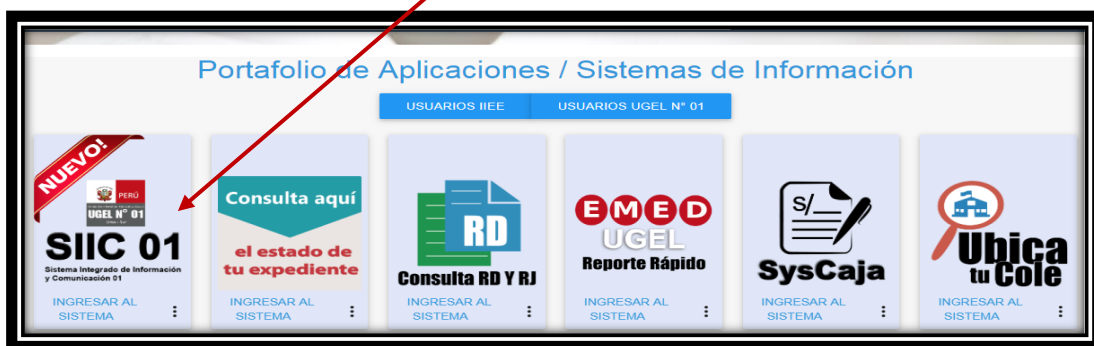 Portafolio de Aplicaciones / Sistemas de Información
USUARIOS IIEE
USUARIOS UGEL N° 01
NUEVO!
PERÚ
UGEL N° 01
SIIC 01
Sistema Integrado de Información
y Comunicación 01
INGRESAR AL
SISTEMA
Consulta aquí
el estado de
tu expediente
INGRESAR AL
SISTEMA
RD
Consulta RD Y RJ
INGRESAR AL
SISTEMA
EMED
UGEL
Reporte Rápido
INGRESAR AL
SISTEMA
S/
SysCaja
INGRESAR AL
SISTEMA
Ubica
tu Cole
INGRESAR AL
SISTEMA